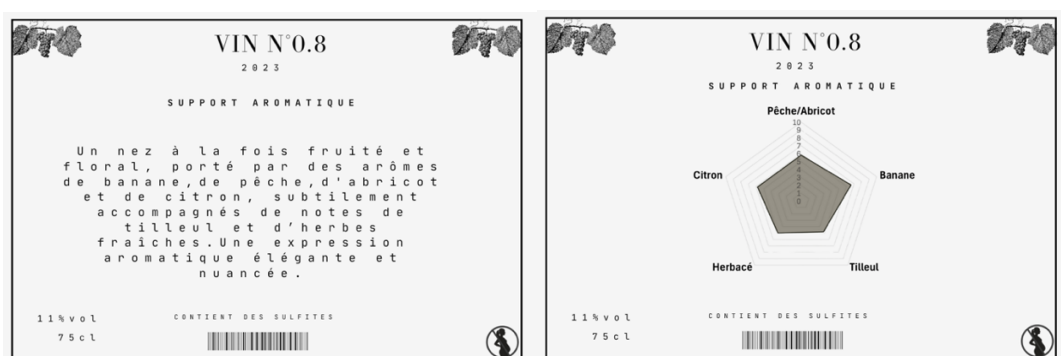 VIN N°0.8
2023
SUPPORT AROMATIQUE
Un nez à la fois fruité et
floral, porté par des arômes
de banane,de pêche,d'abricot
et de citron, subtilement
accompagnés de notes de
tilleul et d’herbes
fraîches.Une expression
aromatique élégante et
nuancée.
11%vol
75cl
CONTIENT DES SULFITES
VIN N°0.8
2023
SUPPORT AROMATIQUE
Pêche/Abricot
10
9
8
7
6
5
4
3
2
1
0
Citron
Banane
Herbacé
Tilleul
11%vol
75cl
CONTIENT DES SULFITES